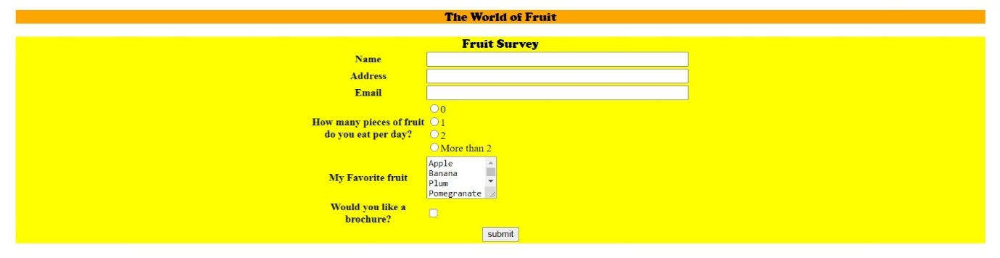 The World of Fruit
Fruit Survey
Name
Address
Email
How many pieces of fruit
do you eat per day?
0
1
2
More than 2
My Favorite fruit
Apple
Banana
Plum
Pomegranate
Would you like a
brochure?
submit